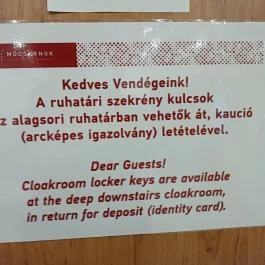 MŰCSARNOK
Kedves Vendégeink!
A ruhatári szekrény kulcsok
z alagsori ruhatárban vehetők át, kaució
(arcképes igazolvány) letételével.
Dear Guests!
Cloakroom locker keys are available
at the deep downstairs cloakroom,
in return for deposit (identity card).